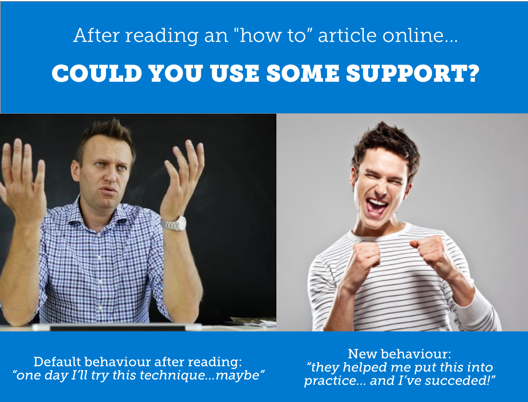 After reading an "how to” article online...
COULD YOU USE SOME SUPPORT?
Default behaviour after reading:
“one day I’ll try this technique...maybe”
New behaviour:
“they helped me put this into
practice... and I’ve succeded!”